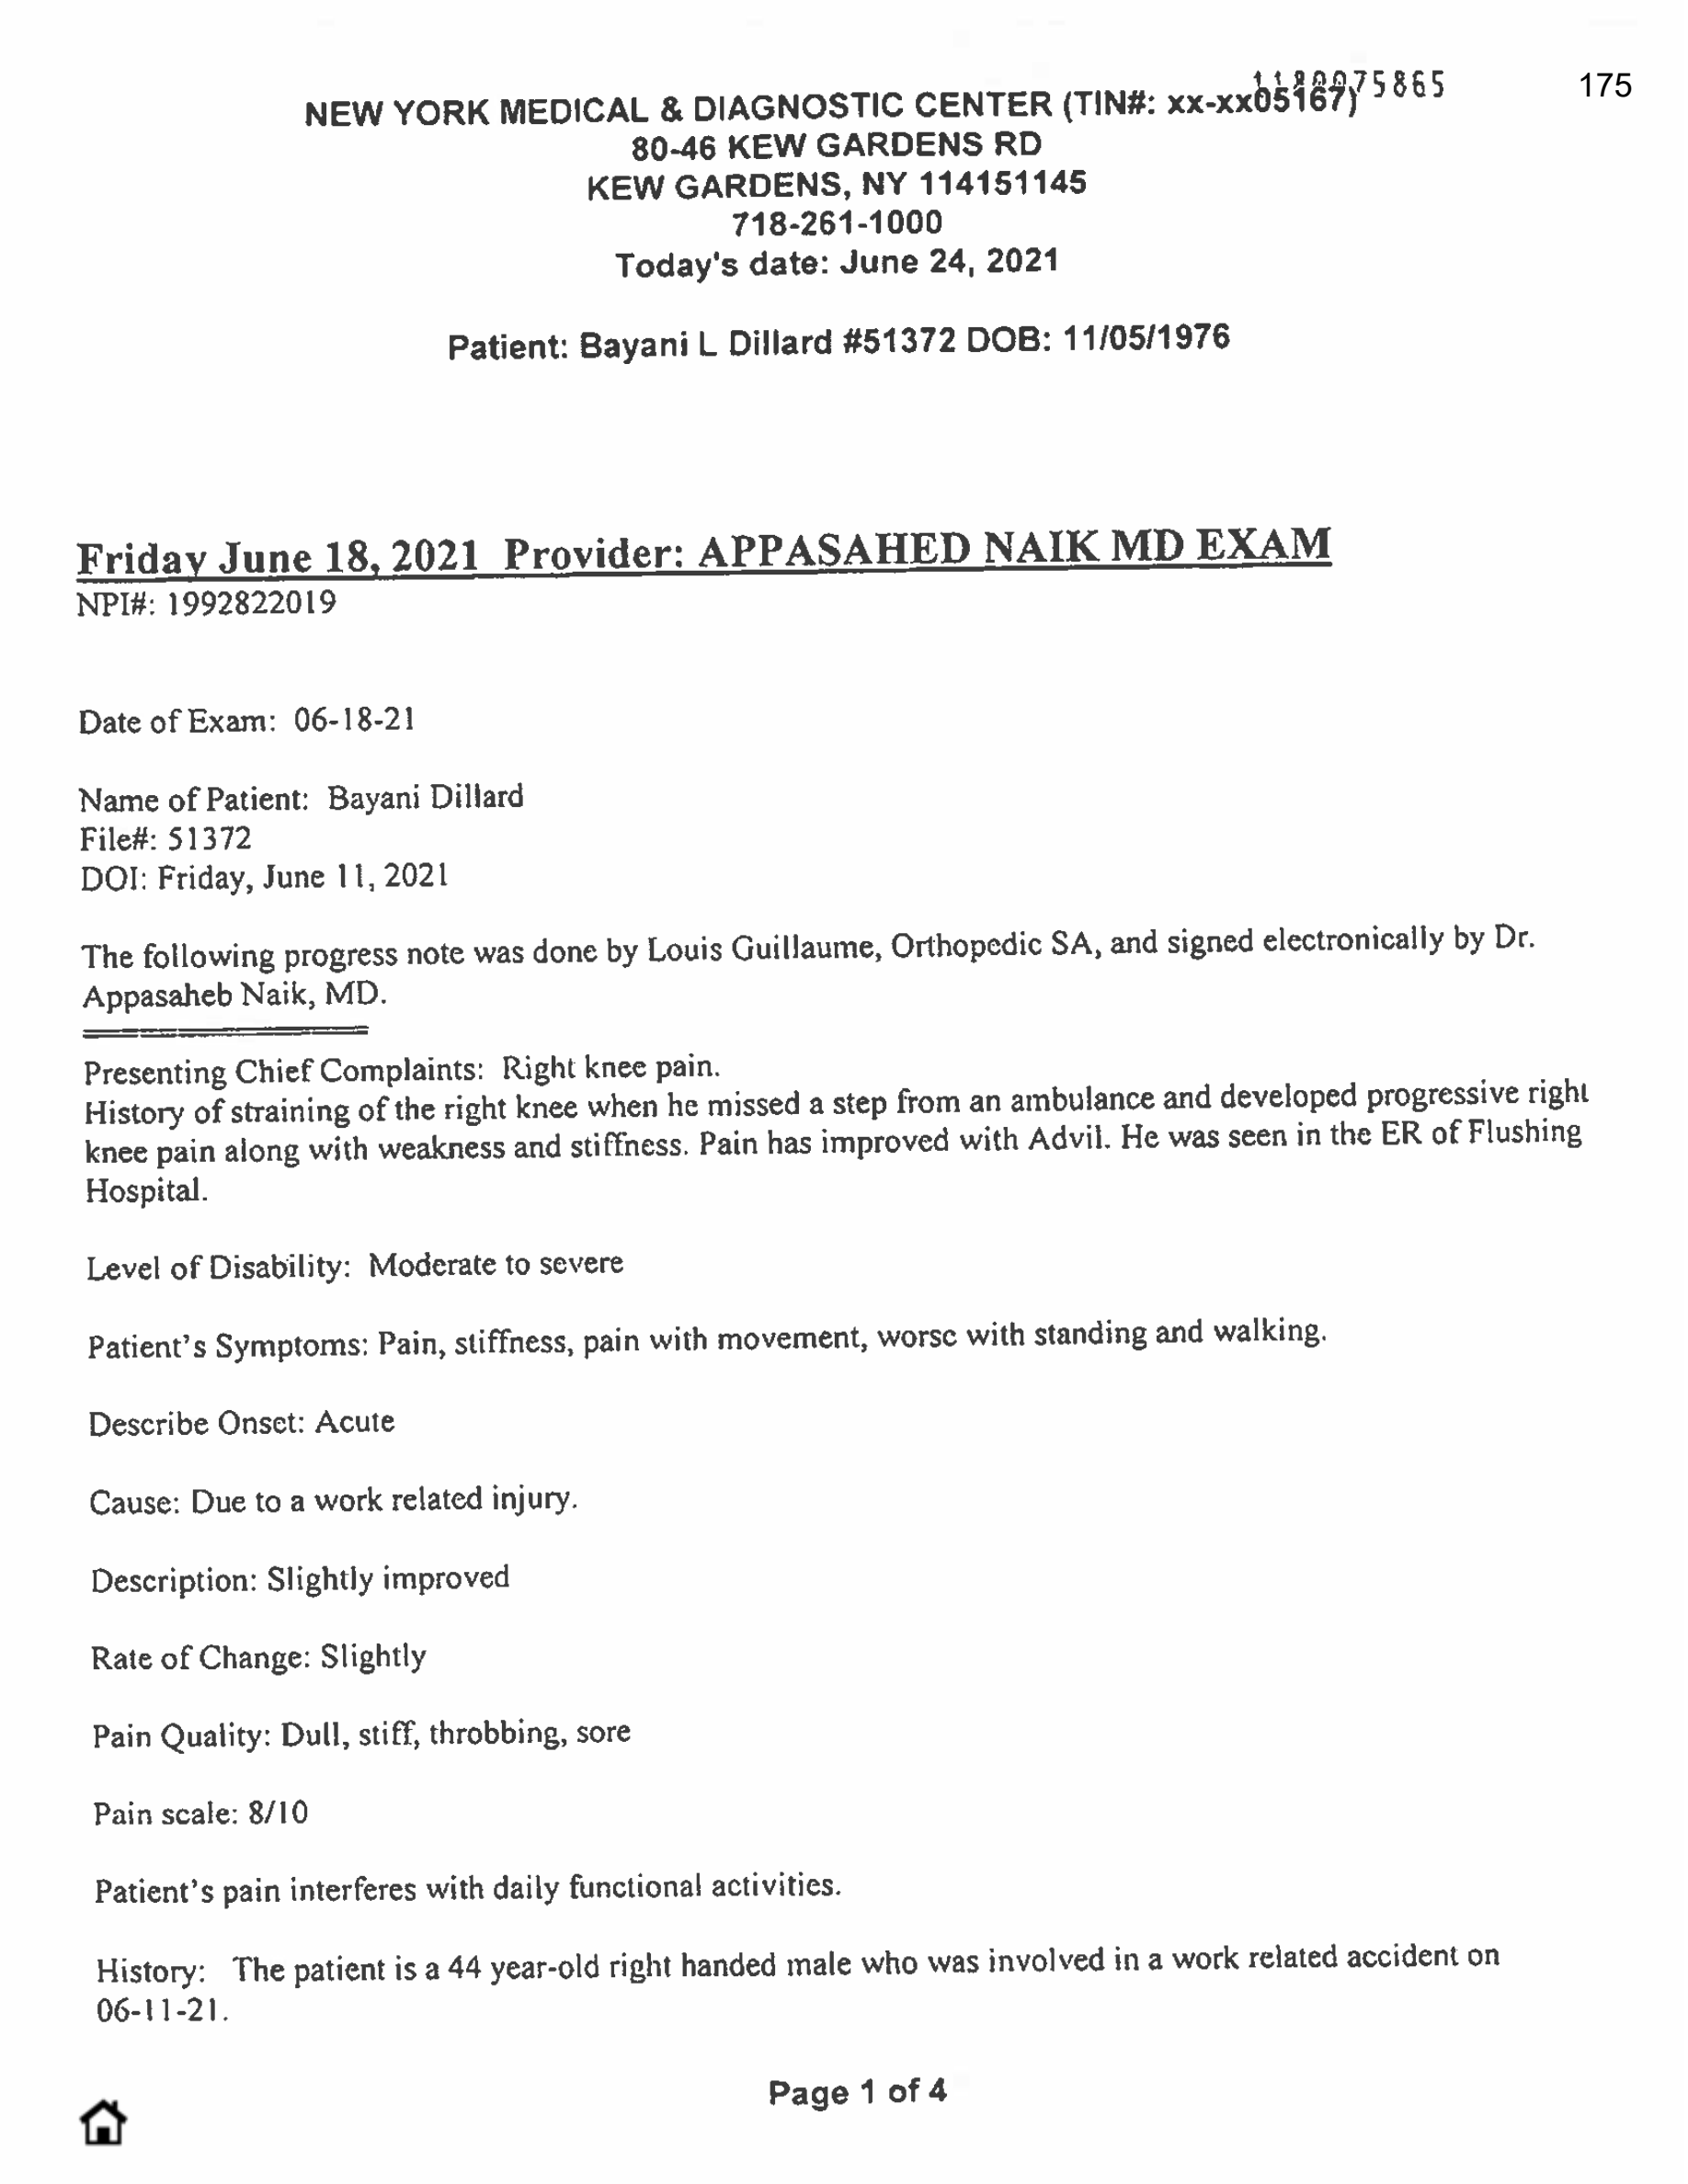 1180075865
175
NEW YORK MEDICAL & DIAGNOSTIC CENTER (TIN#: xx-xx05167)
80-46 KEW GARDENS RD
KEW GARDENS, NY 114151145
718-261-1000
Today's date: June 24, 2021
Patient: Bayani L Dillard #51372 DOB: 11/05/1976
Friday June 18, 2021 Provider: APPASAHED NAIK MD EXAM
NPI#: 1992822019
Date of Exam: 06-18-21
Name of Patient: Bayani Dillard
File#: 51372
DOI: Friday, June 11, 2021
The following progress note was done by Louis Guillaume, Orthopedic SA, and signed electronically by Dr.
Appasaheb Naik, MD.
Presenting Chief Complaints: Right knee pain.
History of straining of the right knee when he missed a step from an ambulance and developed progressive right
knee pain along with weakness and stiffness. Pain has improved with Advil. He was seen in the ER of Flushing
Hospital.
Level of Disability: Moderate to severe
Patient's Symptoms: Pain, stiffness, pain with movement, worse with standing and walking.
Describe Onset: Acute
Cause: Due to a work related injury.
Description: Slightly improved
Rate of Change: Slightly
Pain Quality: Dull, stiff, throbbing, sore
Pain scale: 8/10
Patient's pain interferes with daily functional activities.
History: The patient is a 44 year-old right handed male who was involved in a work related accident on
06-11-21.
Page 1 of 4